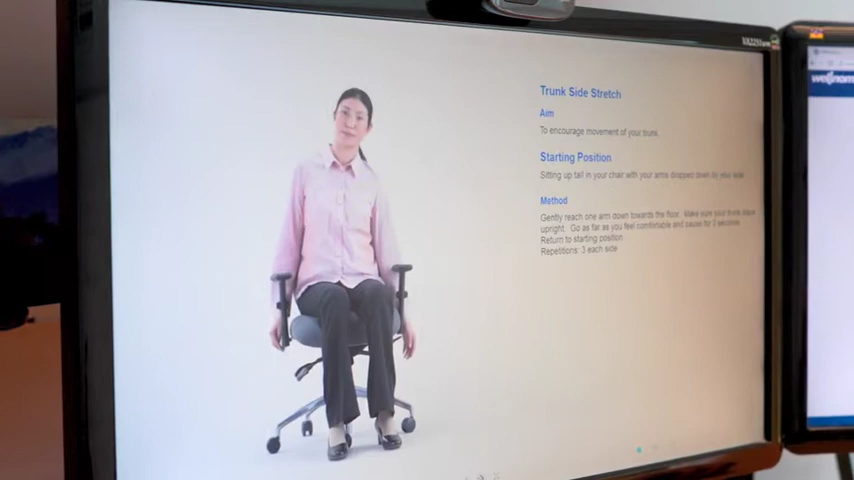 VX2253
wellnom
Trunk Side Stretch
Aim
To encourage movement of your trunk.
Starting Position
Sitting up tall in your chair with your arms dropped down by your side
Method
Gently reach one arm down towards the floor. Make sure your trunk stays
upright. Go as far as you feel comfortable and pause for 3 seconds
Return to starting position
Repetitions: 3 each side